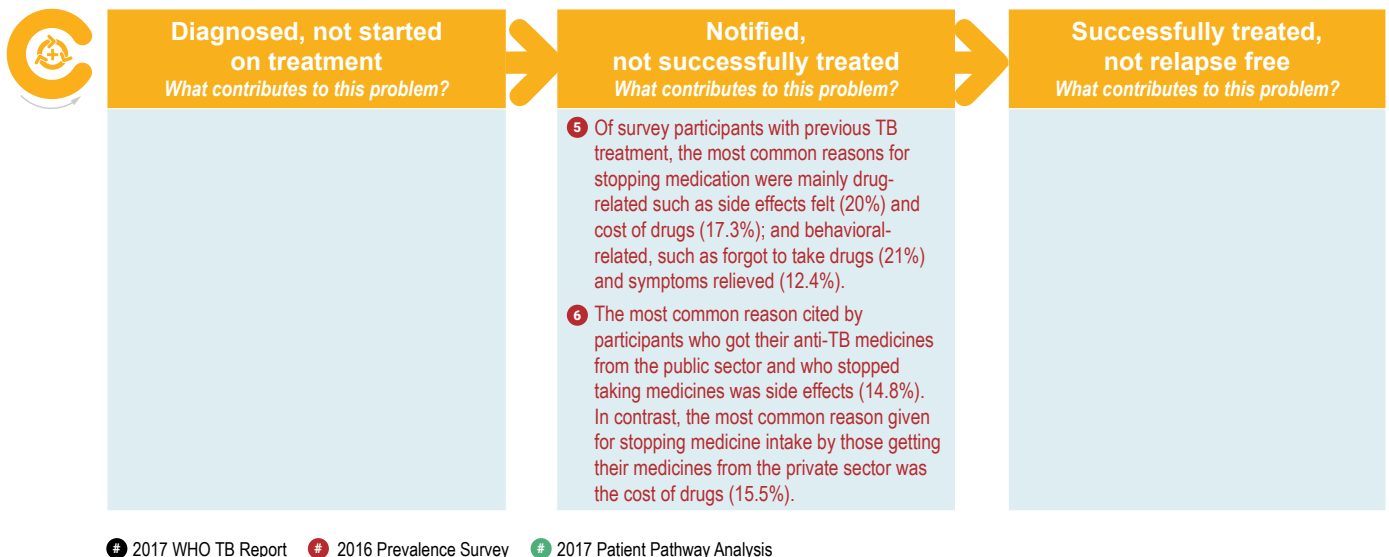 Diagnosed, not started
on treatment
What contributes to this problem?
Notified,
not successfully treated
What contributes to this problem?
Successfully treated,
not relapse free
What contributes to this problem?
5 Of survey participants with previous TB
treatment, the most common reasons for
stopping medication were mainly drug-
related such as side effects felt (20%) and
cost of drugs (17.3%); and behavioral-
related, such as forgot to take drugs (21%)
and symptoms relieved (12.4%).
6 The most common reason cited by
participants who got their anti-TB medicines
from the public sector and who stopped
taking medicines was side effects (14.8%).
In contrast, the most common reason given
for stopping medicine intake by those getting
their medicines from the private sector was
the cost of drugs (15.5%).
# 2017 WHO TB Report # 2016 Prevalence Survey # 2017 Patient Pathway Analysis